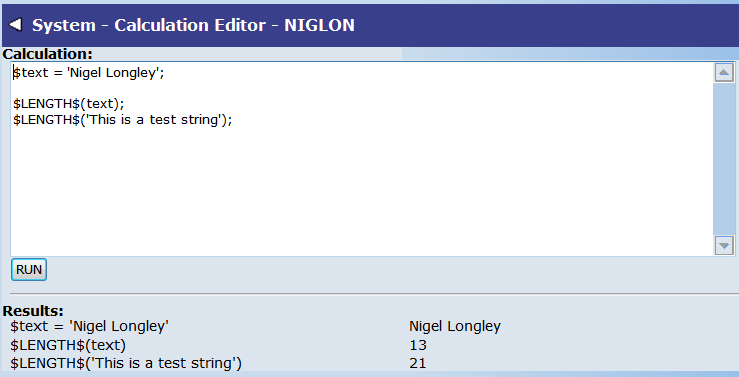 System - Calculation Editor - NIGLON
Calculation:
$text = 'Nigel Longley';
$LENGTH$(text);
$LENGTH$('This is a test string');
RUN
Results:
$text = 'Nigel Longley' Nigel Longley
$LENGTH$(text) 13
$LENGTH$('This is a test string') 21